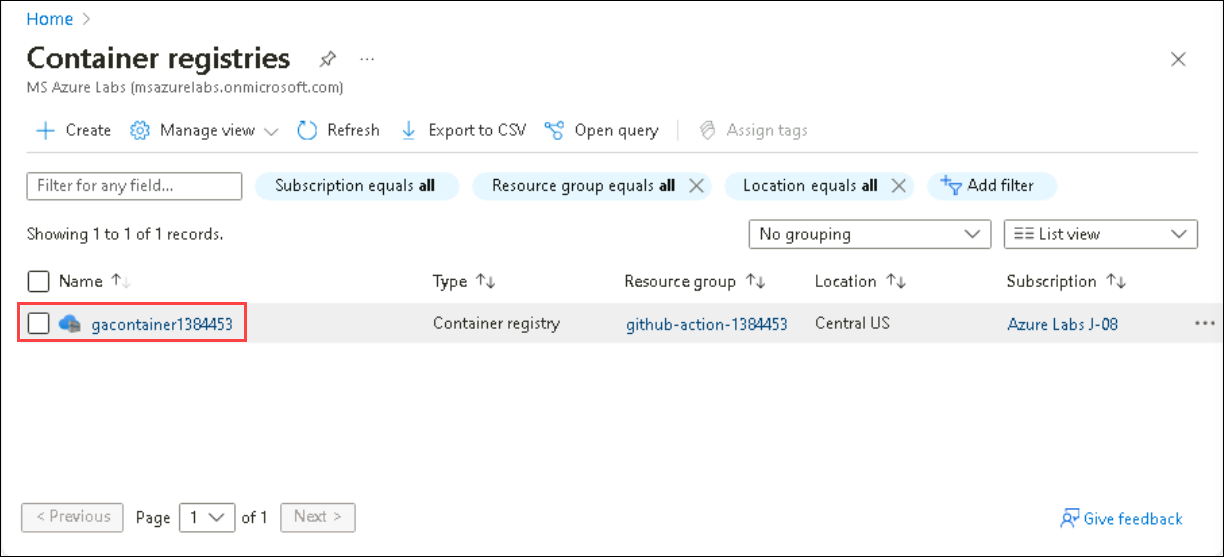 Home >
Container registries ...
MS Azure Labs (msazurelabs.onmicrosoft.com)
Create Manage view Refresh Export to CSV Open query Assign tags
Filter for any field... Subscription equals all Resource group equals all Location equals all Add filter
Showing 1 to 1 of 1 records. No grouping List view
Name Type Resource group Location Subscription
gacontainer1384453 Container registry github-action-1384453 Central US Azure Labs J-08 ...
< Previous Page 1 of 1 Next > Give feedback